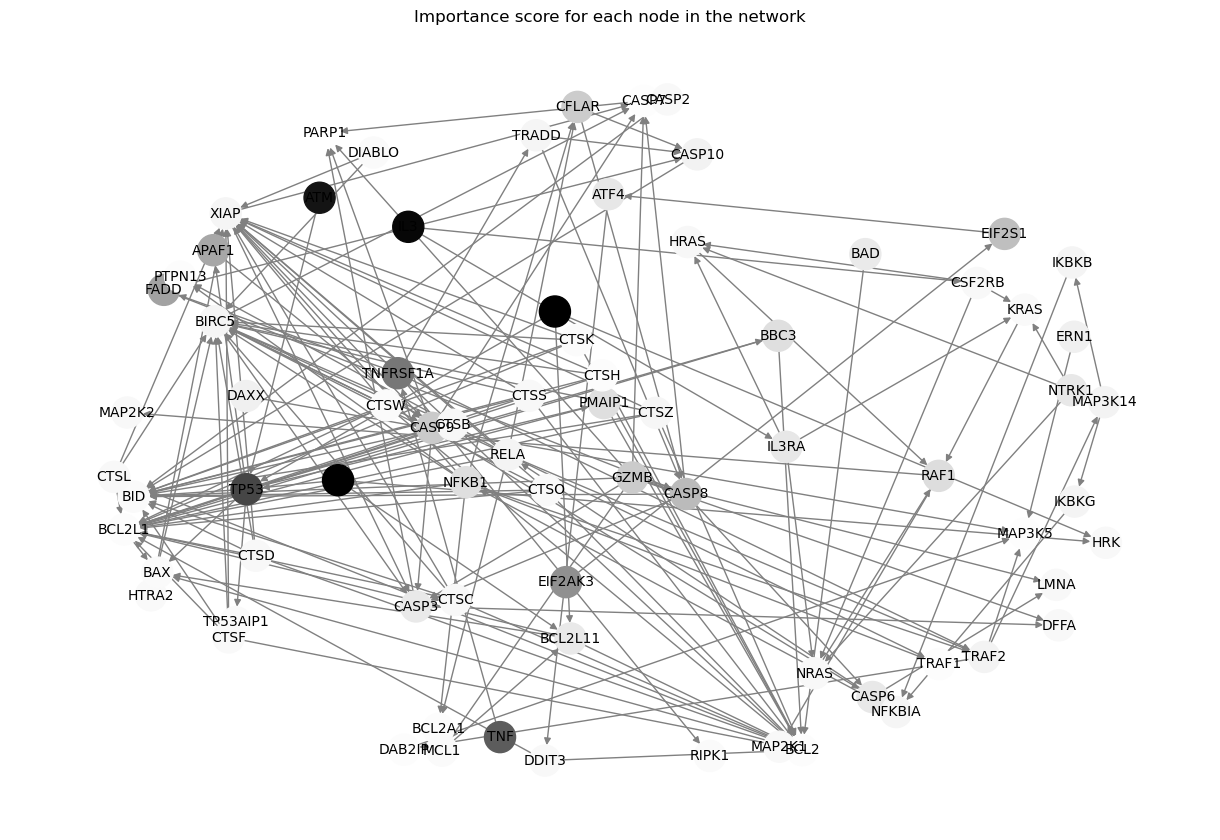 Importance score for each node in the network
CASP7
CASP2
CFLAR
PARP1
TRADD
DIABLO
CASP10
ATM
ATF4
XIAP
EIF2S1
HRAS
APAF1
BAD
IKBKB
PTPN13
CSF2RB
FADD
KRAS
BIRC5
BBC3
ERN1
CTSK
TNFRSF1A
CTSH
NTRK1
DAXX
CTSS
MAP3K14
PMAIP1
CTSW
MAP2K2
CTSZ
CTSB
CASP9
IL3RA
RELA
CTSL
RAF1
GZMB
NFKB1
TP53
CTSO
CASP8
BID
IKBKG
BCL2L1
MAP3K5
HRK
CTSD
BAX
EIF2AK3
LMNA
HTRA2
CTSC
CASP3
TP53AIP1
DFFA
CTSF
BCL2L11
TRAF2
TRAF1
NRAS
CASP6
NFKBIA
BCL2A1
TNF
MAP2K1
DAB2IP
MCL1
BCL2
RIPK1
DDIT3